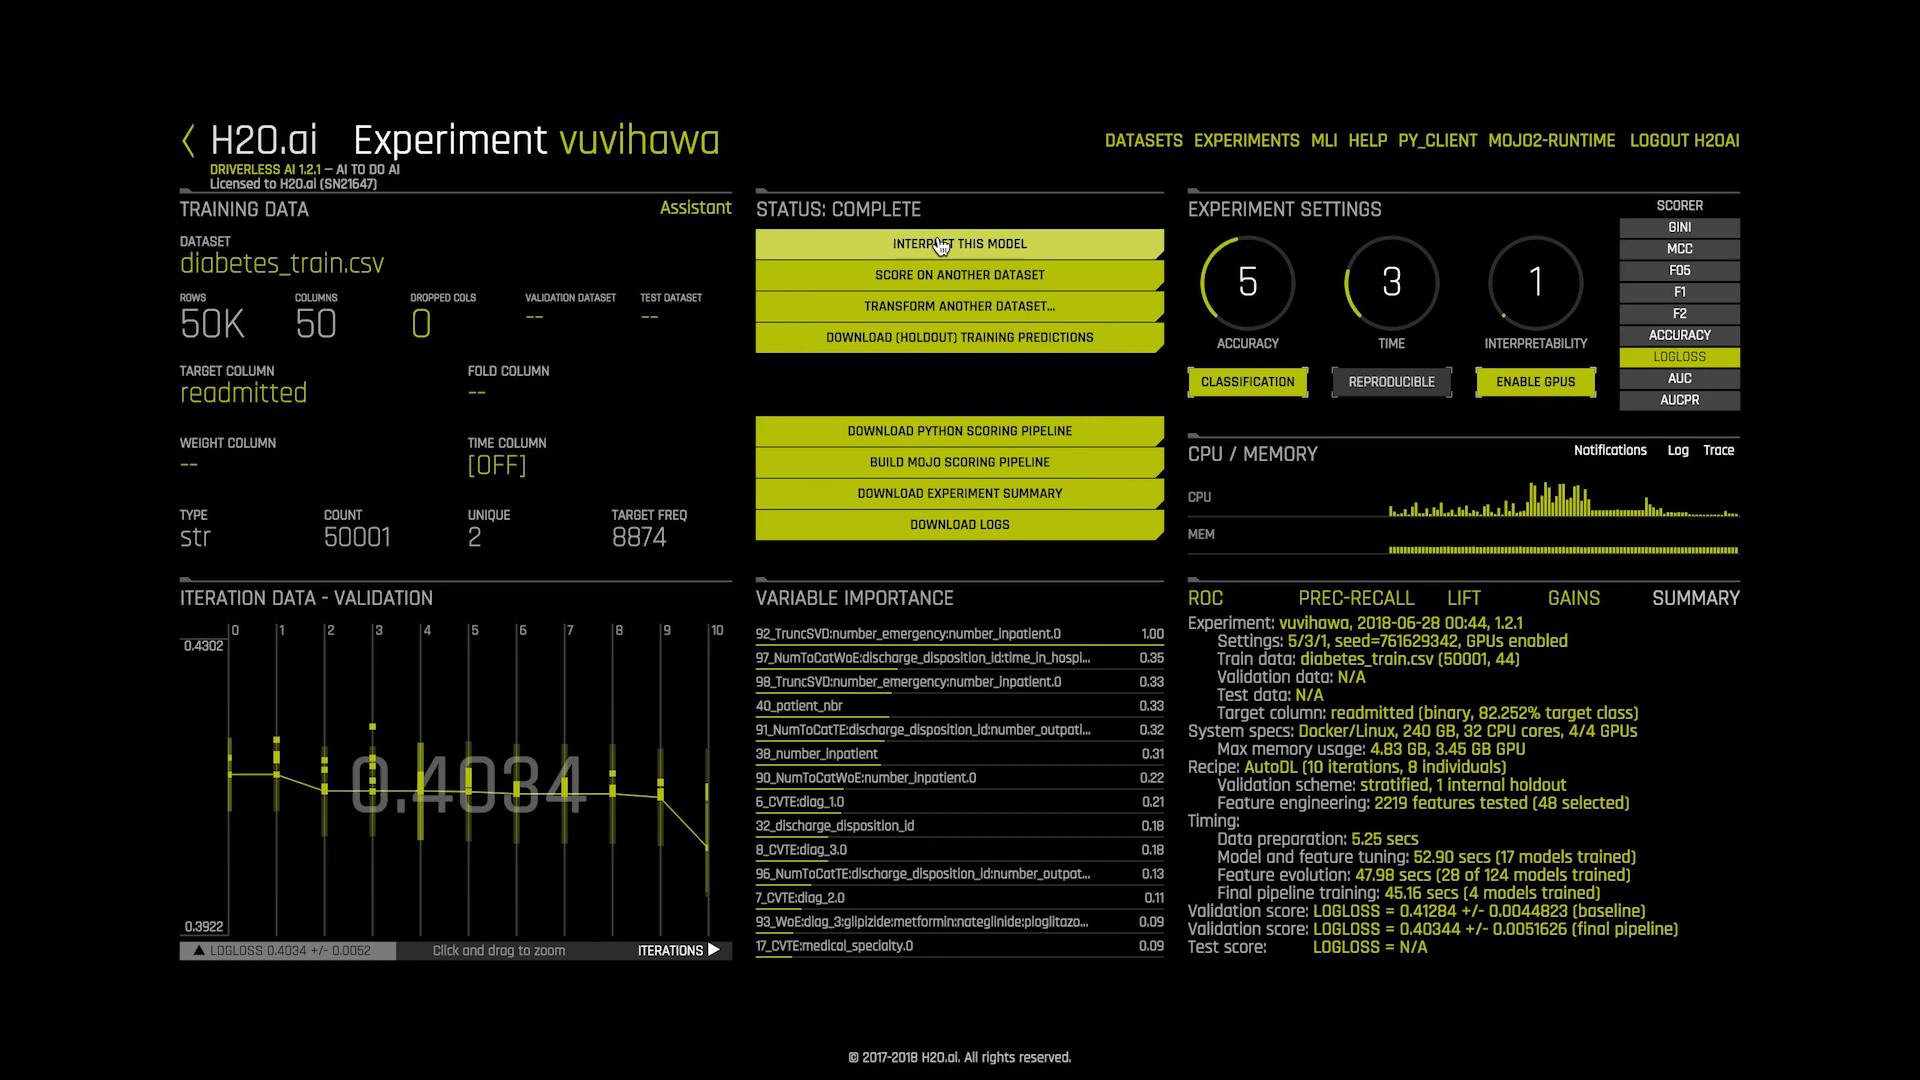 H2O.ai Experiment vuvihawa
DRIVERLESS AI 1.2.1 – AI TO DO AI
Licensed to H2O.ai (SN21647)
DATASETS EXPERIMENTS MLI HELP PY_CLIENT MOJO2-RUNTIME LOGOUT H2OAI
TRAINING DATA Assistant
DATASET
diabetes_train.csv
ROWS COLUMNS DROPPED COLS VALIDATION DATASET TEST DATASET
50K 50 0 -- --
TARGET COLUMN FOLD COLUMN
readmitted --
WEIGHT COLUMN TIME COLUMN
-- [OFF]
TYPE COUNT UNIQUE TARGET FREQ
str 50001 2 8874
STATUS: COMPLETE
INTERPRET THIS MODEL
SCORE ON ANOTHER DATASET
TRANSFORM ANOTHER DATASET...
DOWNLOAD (HOLDOUT) TRAINING PREDICTIONS
DOWNLOAD PYTHON SCORING PIPELINE
BUILD MOJO SCORING PIPELINE
DOWNLOAD EXPERIMENT SUMMARY
DOWNLOAD LOGS
EXPERIMENT SETTINGS
5 3 1
ACCURACY TIME INTERPRETABILITY
CLASSIFICATION REPRODUCIBLE ENABLE GPUS
SCORER
GINI
MCC
F05
F1
F2
ACCURACY
LOGLOSS
AUC
AUCPR
CPU / MEMORY Notifications Log Trace
CPU
MEM
ITERATION DATA - VALIDATION
0 1 2 3 4 5 6 7 8 9 10
0.4302
0.4034
0.3922
LOGLOSS 0.4034 +/- 0.0052 Click and drag to zoom ITERATIONS
VARIABLE IMPORTANCE
92_TruncSVD:number_emergency:number_inpatient.0 1.00
97_NumToCatWoE:discharge_disposition_id:time_in_hospi... 0.35
98_TruncSVD:number_emergency:number_inpatient.0 0.33
40_patient_nbr 0.33
91_NumToCatTE:discharge_disposition_id:number_outpati... 0.32
38_number_inpatient 0.31
90_NumToCatWoE:number_inpatient.0 0.22
6_CVTE:diag_1.0 0.21
32_discharge_disposition_id 0.18
8_CVTE:diag_3.0 0.18
96_NumToCatTE:discharge_disposition_id:number_outpat... 0.13
7_CVTE:diag_2.0 0.11
93_WoE:diag_3:glipizide:metformin:nateglinide:pioglitazo... 0.09
17_CVTE:medical_specialty.0 0.09
ROC PREC-RECALL LIFT GAINS SUMMARY
Experiment: vuvihawa, 2018-06-28 00:44, 1.2.1
Settings: 5/3/1, seed=761629342, GPUs enabled
Train data: diabetes_train.csv (50001, 44)
Validation data: N/A
Test data: N/A
Target column: readmitted (binary, 82.252% target class)
System specs: Docker/Linux, 240 GB, 32 CPU cores, 4/4 GPUs
Max memory usage: 4.83 GB, 3.45 GB GPU
Recipe: AutoDL (10 iterations, 8 individuals)
Validation scheme: stratified, 1 internal holdout
Feature engineering: 2219 features tested (48 selected)
Timing:
Data preparation: 5.25 secs
Model and feature tuning: 52.90 secs (17 models trained)
Feature evolution: 47.98 secs (28 of 124 models trained)
Final pipeline training: 45.16 secs (4 models trained)
Validation score: LOGLOSS = 0.41284 +/- 0.0044823 (baseline)
Validation score: LOGLOSS = 0.40344 +/- 0.0051626 (final pipeline)
Test score: LOGLOSS = N/A
© 2017-2018 H2O.ai. All rights reserved.